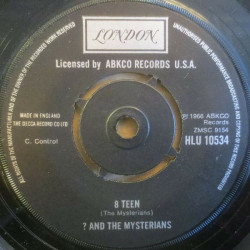 LONDON
Licensed by ABKCO RECORDS U.S.A.
MADE IN ENGLAND
THE DECCA RECORD CO LTD
C. Control
℗ 1966 ABKCO
Records
ZMSC 9154
HLU 10534
8 TEEN
(The Mysterians)
? AND THE MYSTERIANS